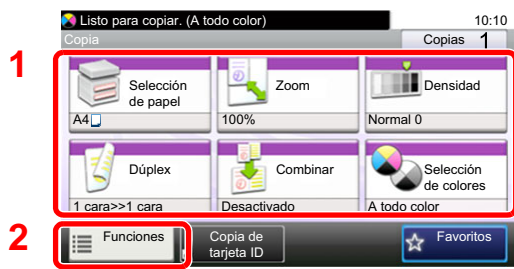 Listo para copiar. (A todo color) 10:10
Copia Copias 1
1
Selección
de papel
A4
Zoom
100%
Densidad
Normal 0
Dúplex
1 cara>>1 cara
Combinar
Desactivado
Selección
de colores
A todo color
2
Funciones
Copia de
tarjeta ID
Favoritos